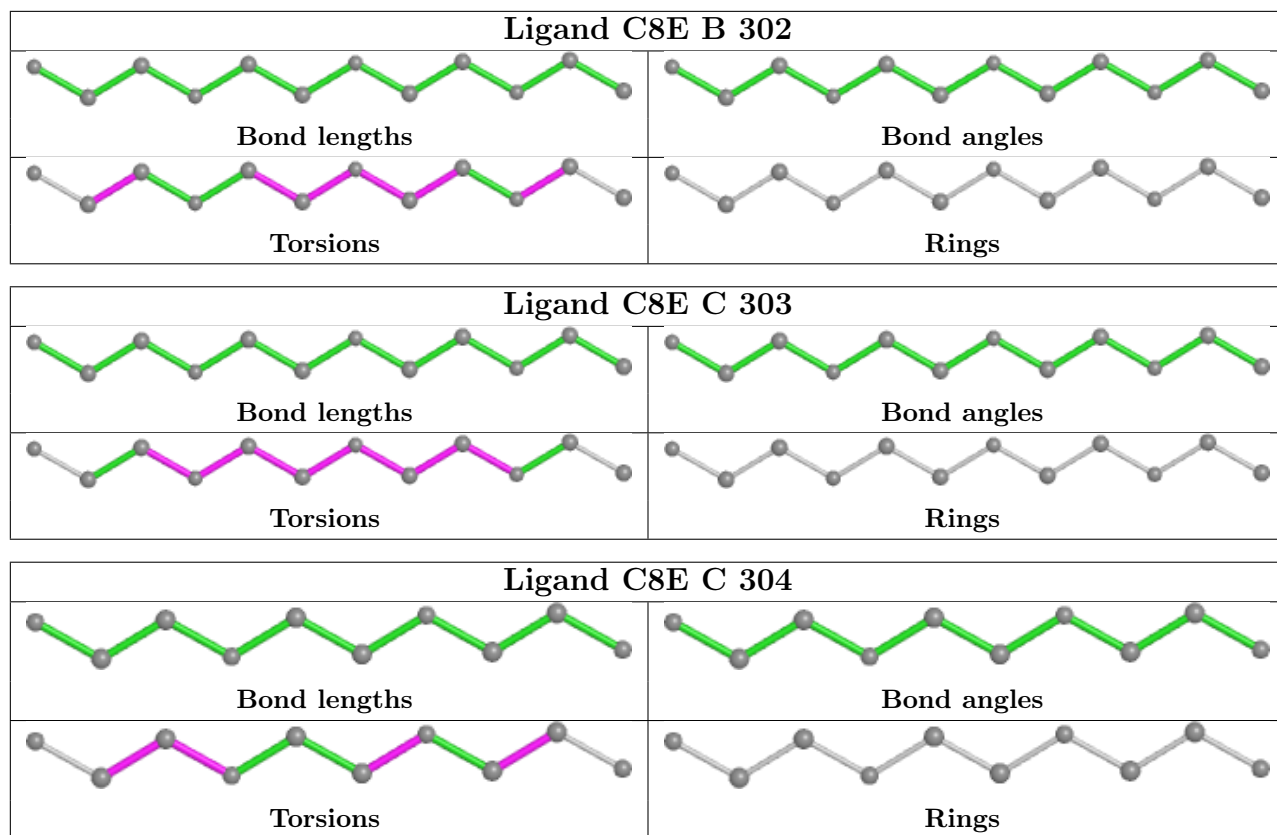 Ligand C8E B 302
Bond lengths Bond angles
Torsions Rings
Ligand C8E C 303
Bond lengths Bond angles
Torsions Rings
Ligand C8E C 304
Bond lengths Bond angles
Torsions Rings